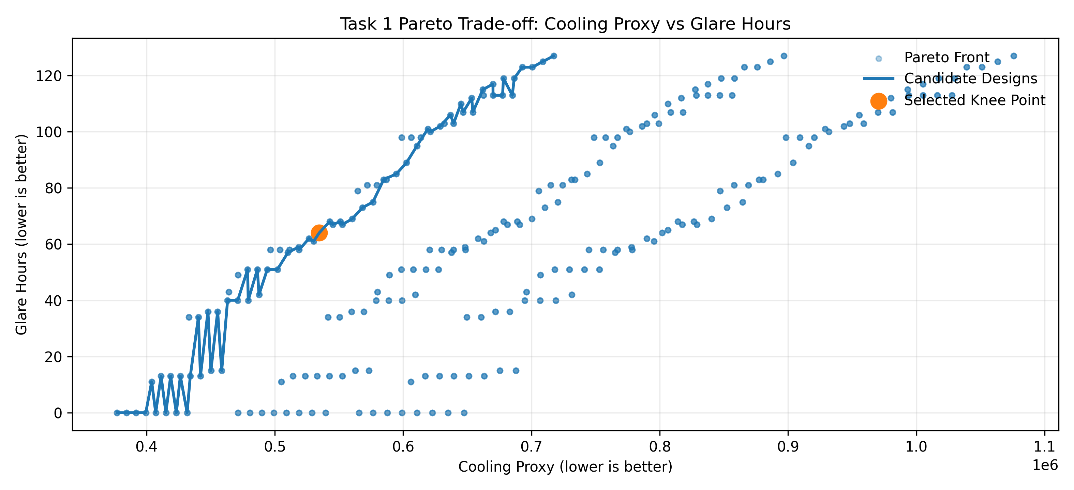 Task 1 Pareto Trade-off: Cooling Proxy vs Glare Hours
Pareto Front
Candidate Designs
Selected Knee Point
Glare Hours (lower is better)
120
100
80
60
40
20
0
0.4 0.5 0.6 0.7 0.8 0.9 1.0 1.1
1e6
Cooling Proxy (lower is better)